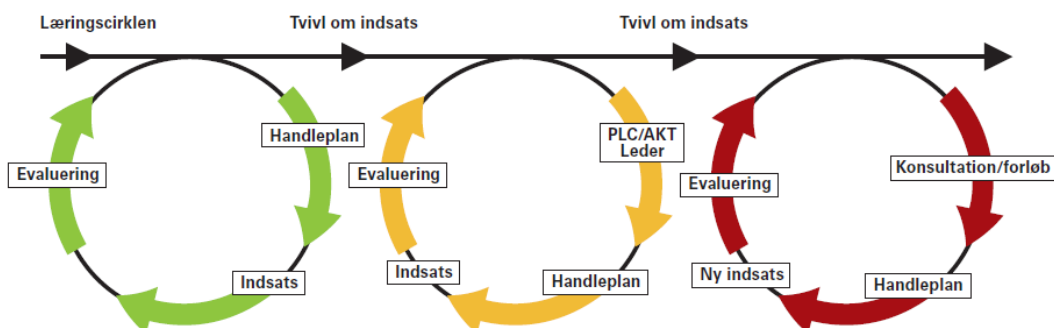 Læringscirklen
Tvivl om indsats
Tvivl om indsats
Handleplan
Evaluering
Indsats
PLC/AKT
Leder
Evaluering
Indsats
Handleplan
Konsultation/forløb
Evaluering
Ny indsats
Handleplan